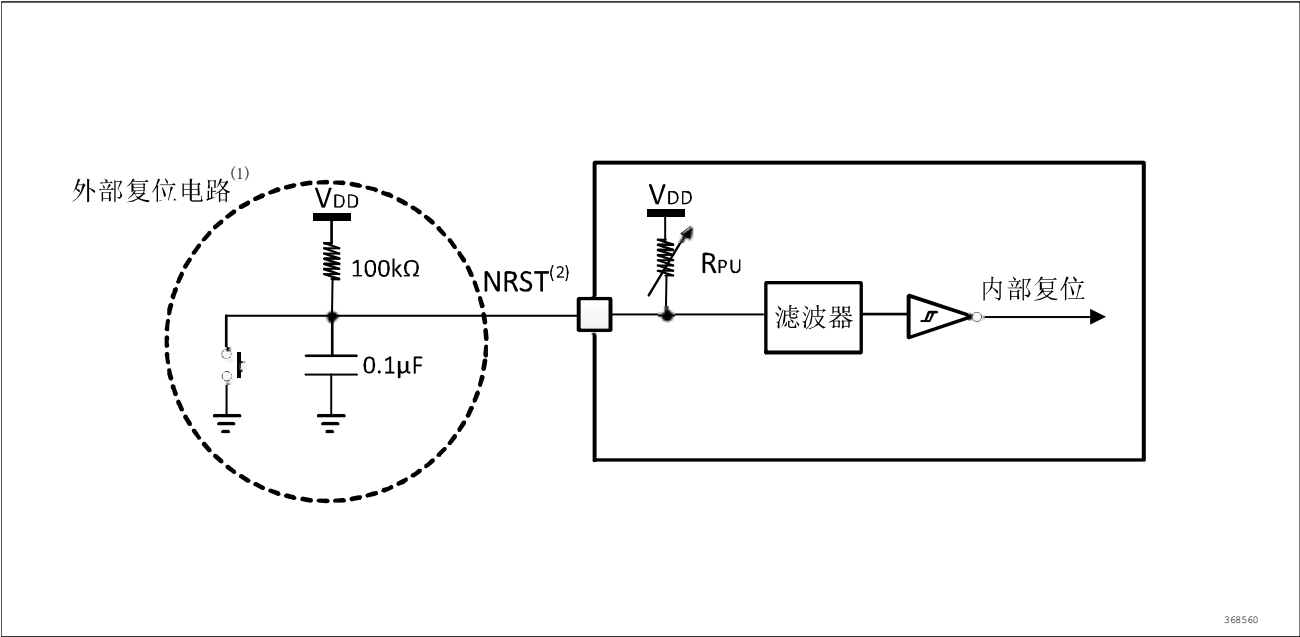 外部复位电路(1)
VDD
100kΩ
0.1μF
NRST(2)
VDD
RPU
滤波器
内部复位
368560